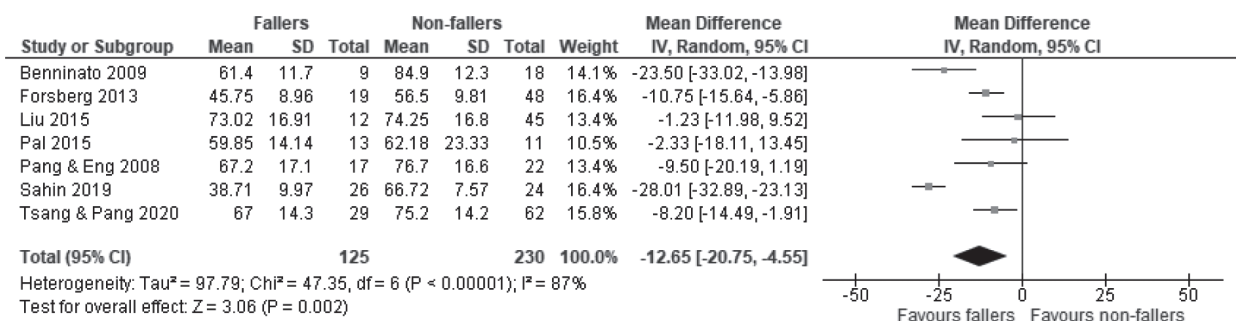 Fallers Non-fallers Mean Difference Mean Difference
Study or Subgroup Mean SD Total Mean SD Total Weight IV, Random, 95% CI IV, Random, 95% CI
Benninato 2009 61.4 11.7 9 84.9 12.3 18 14.1% -23.50 [-33.02, -13.98]
Forsberg 2013 45.75 8.96 19 56.5 9.81 48 16.4% -10.75 [-15.64, -5.86]
Liu 2015 73.02 16.91 12 74.25 16.8 45 13.4% -1.23 [-11.98, 9.52]
Pal 2015 59.85 14.14 13 62.18 23.33 11 10.5% -2.33 [-18.11, 13.45]
Pang & Eng 2008 67.2 17.1 17 76.7 16.6 22 13.4% -9.50 [-20.19, 1.19]
Sahin 2019 38.71 9.97 26 66.72 7.57 24 16.4% -28.01 [-32.89, -23.13]
Tsang & Pang 2020 67 14.3 29 75.2 14.2 62 15.8% -8.20 [-14.49, -1.91]
Total (95% CI) 125 230 100.0% -12.65 [-20.75, -4.55]
Heterogeneity: Tau² = 97.79; Chi² = 47.35, df = 6 (P < 0.00001); I² = 87%
Test for overall effect: Z = 3.06 (P = 0.002)
-50 -25 0 25 50
Favours fallers Favours non-fallers